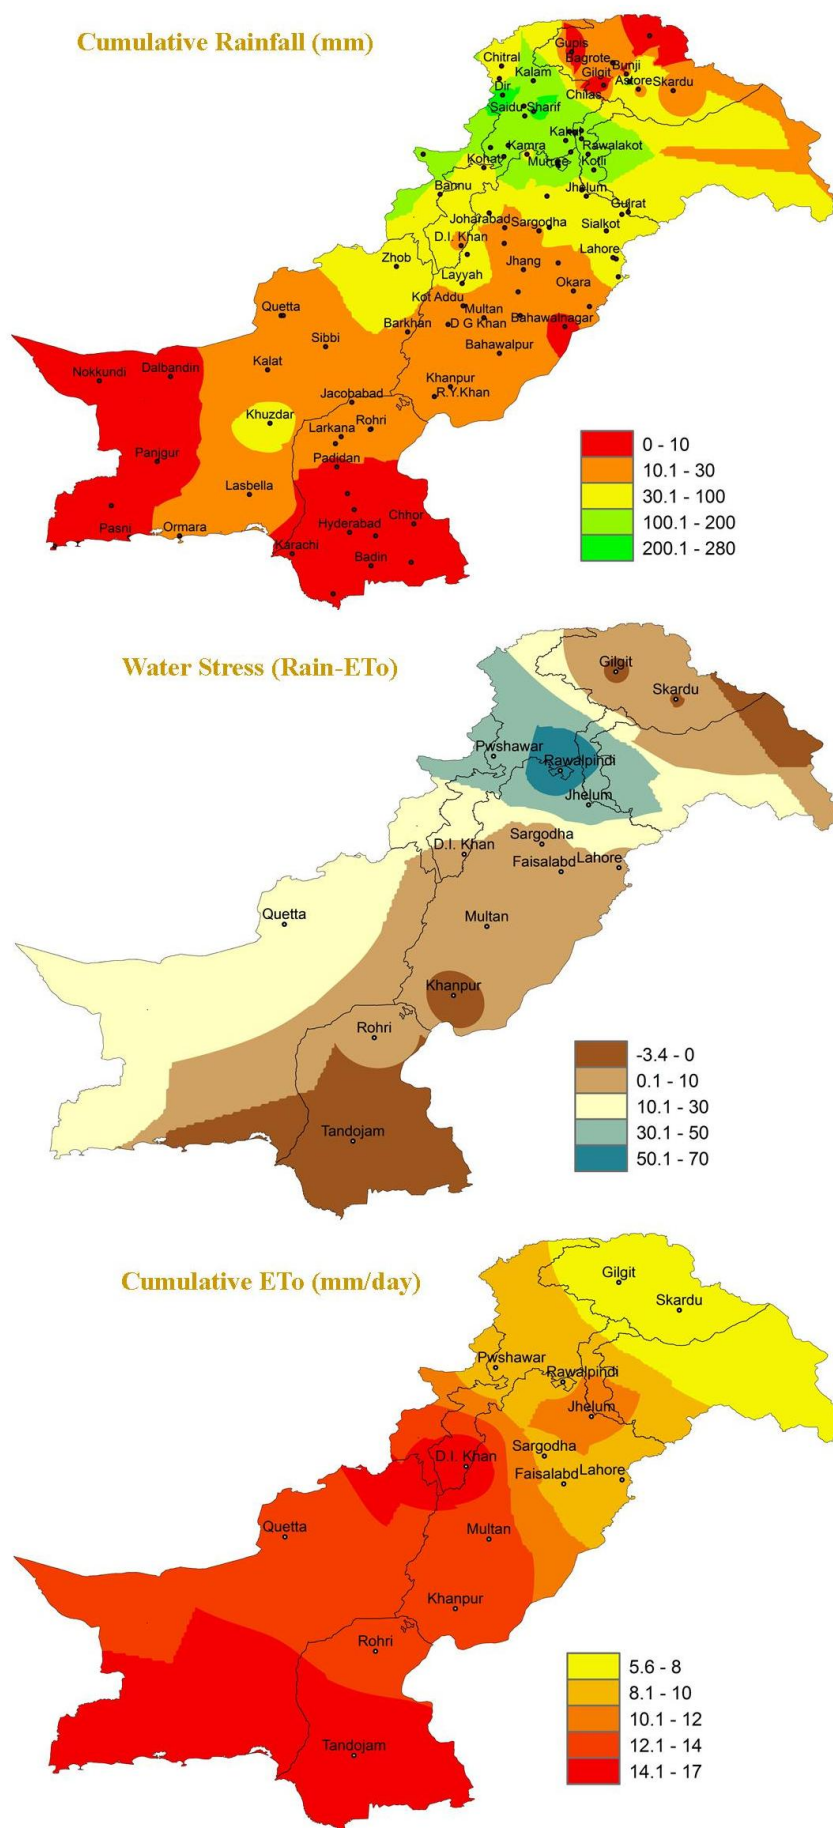 Cumulative Rainfall (mm)
Gupis
Bagrote
Chitral
Bunji
Gilgit
Kalam
Astore
Skardu
Dir
Chilas
Saidu Sharif
Kakul
Kamra
Rawalakot
Kohat
Murree
Kotli
Bannu
Jhelum
Gujrat
Joharabad
Sargodha
Sialkot
D.I. Khan
Lahore
Zhob
Jhang
Layyah
Okara
Kot Addu
Quetta
Multan
Barkhan
D G Khan
Bahawalnagar
Sibbi
Bahawalpur
Kalat
Dalbandin
Nokkundi
Khanpur
R.Y.Khan
Jacobabad
Khuzdar
Larkana
Rohri
Panjgur
Padidan
Lasbella
Pasni
Ormara
Hyderabad
Chhor
Karachi
Badin
0 - 10
10.1 - 30
30.1 - 100
100.1 - 200
200.1 - 280
Water Stress (Rain-ETo)
Gilgit
Skardu
Pwshawar
Rawalpindi
Jhelum
Sargodha
D.I. Khan
Faisalabd
Lahore
Quetta
Multan
Khanpur
Rohri
Tandojam
-3.4 - 0
0.1 - 10
10.1 - 30
30.1 - 50
50.1 - 70
Cumulative ETo (mm/day)
Gilgit
Skardu
Pwshawar
Rawalpindi
Jhelum
Sargodha
D.I. Khan
Faisalabd
Lahore
Quetta
Multan
Khanpur
Rohri
Tandojam
5.6 - 8
8.1 - 10
10.1 - 12
12.1 - 14
14.1 - 17